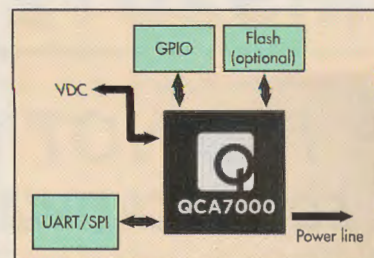 GPIO
Flash
(optional)
VDC
QCA7000
UART/SPI
Power line